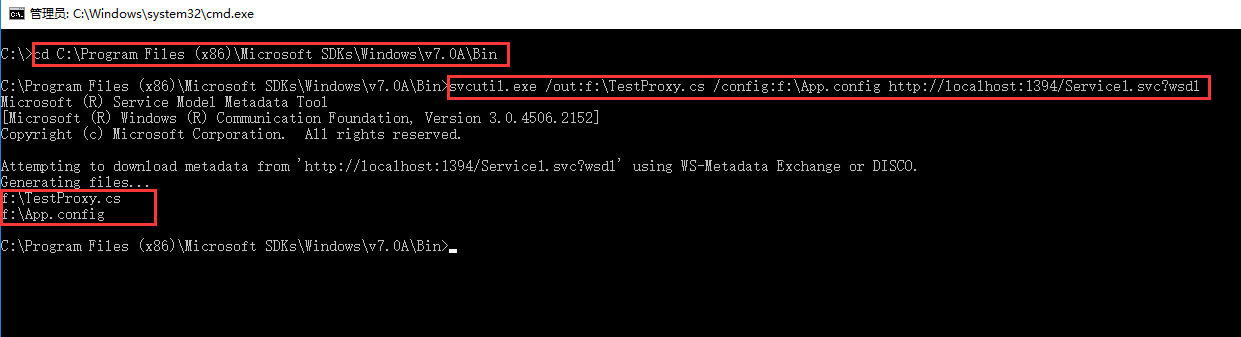 管理员: C:\Windows\system32\cmd.exe
C:\>cd C:\Program Files (x86)\Microsoft SDKs\Windows\v7.0A\Bin
C:\Program Files (x86)\Microsoft SDKs\Windows\v7.0A\Bin>svcutil.exe /out:f:\TestProxy.cs /config:f:\App.config http://localhost:1394/Service1.svc?wsdl
Microsoft (R) Service Model Metadata Tool
[Microsoft (R) Windows (R) Communication Foundation, Version 3.0.4506.2152]
Copyright (c) Microsoft Corporation.  All rights reserved.
Attempting to download metadata from 'http://localhost:1394/Service1.svc?wsdl' using WS-Metadata Exchange or DISCO.
Generating files...
f:\TestProxy.cs
f:\App.config
C:\Program Files (x86)\Microsoft SDKs\Windows\v7.0A\Bin>